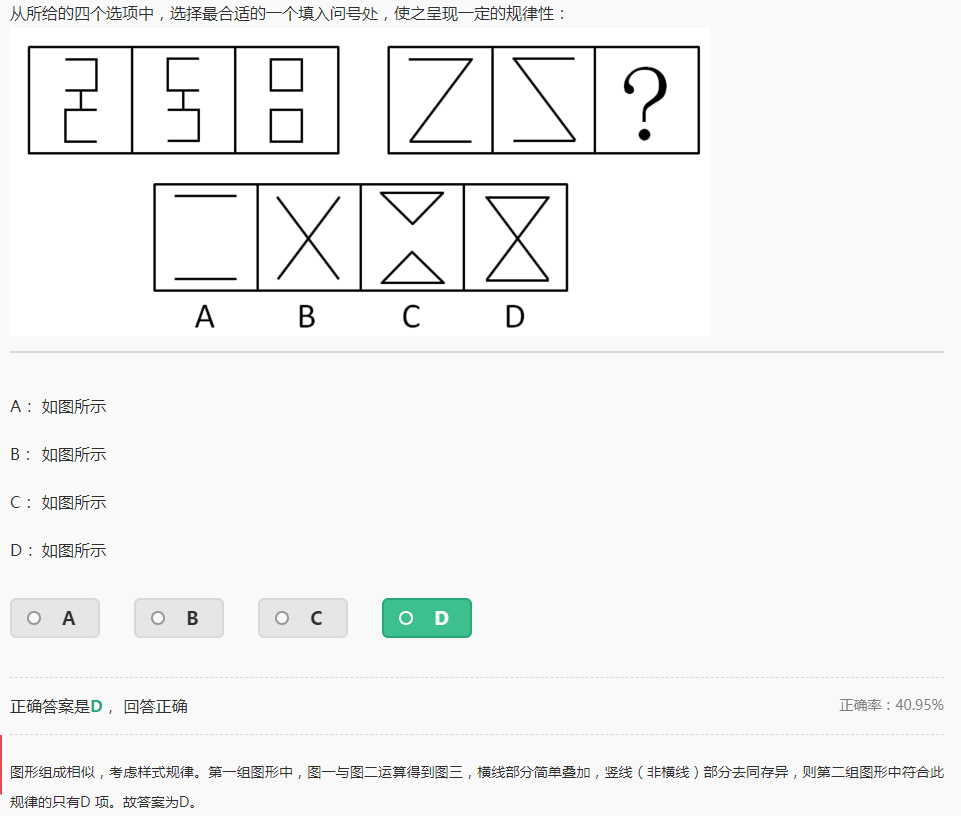 从所给的四个选项中，选择最合适的一个填入问号处，使之呈现一定的规律性：
?
A B C D
A： 如图所示
B： 如图所示
C： 如图所示
D： 如图所示
A B C D
正确答案是D， 回答正确 正确率：40.95%
图形组成相似，考虑样式规律。第一组图形中，图一与图二运算得到图三，横线部分简单叠加，竖线（非横线）部分去同存异，则第二组图形中符合此
规律的只有D 项。故答案为D。